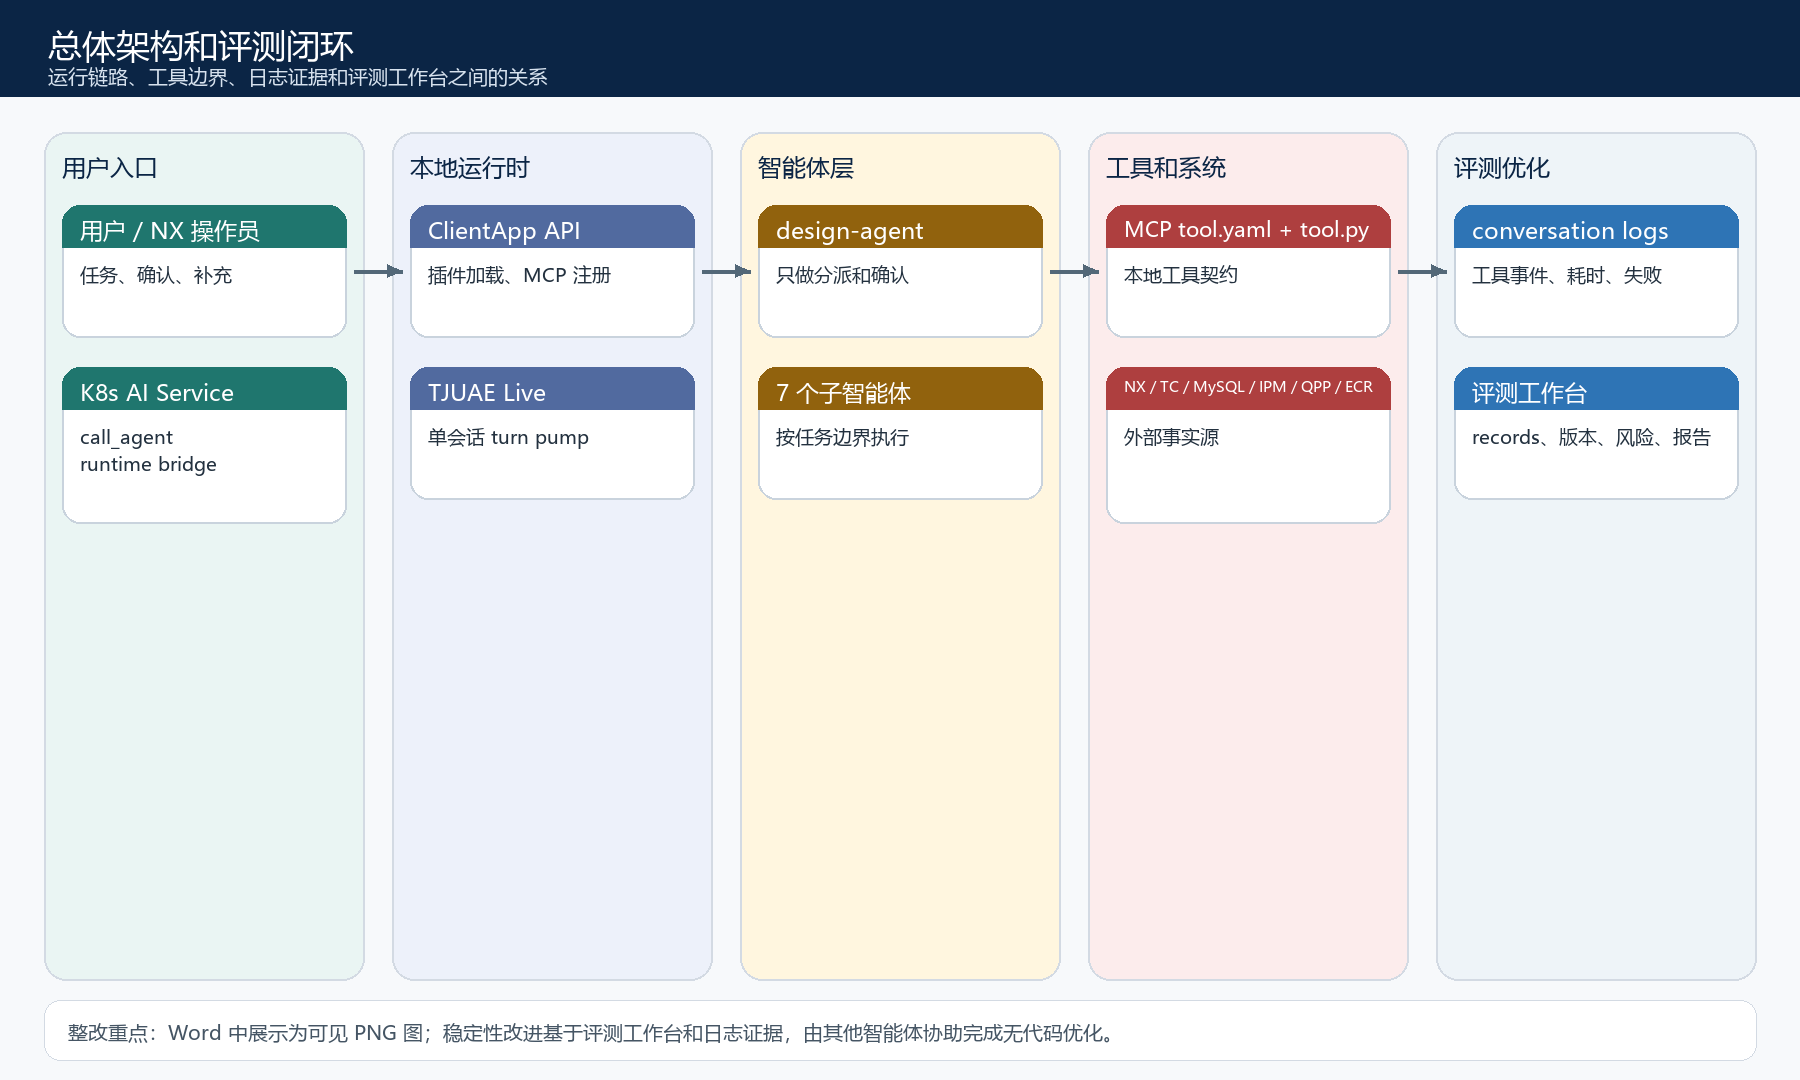 总体架构和评测闭环
运行链路、工具边界、日志证据和评测工作台之间的关系
用户入口
用户 / NX 操作员
任务、确认、补充
K8s AI Service
call_agent
runtime bridge
本地运行时
ClientApp API
插件加载、MCP 注册
TJUAE Live
单会话 turn pump
智能体层
design-agent
只做分派和确认
7 个子智能体
按任务边界执行
工具和系统
MCP tool.yaml + tool.py
本地工具契约
NX / TC / MySQL / IPM / QPP / ECR
外部事实源
评测优化
conversation logs
工具事件、耗时、失败
评测工作台
records、版本、风险、报告
整改重点：Word 中展示为可见 PNG 图；稳定性改进基于评测工作台和日志证据，由其他智能体协助完成无代码优化。